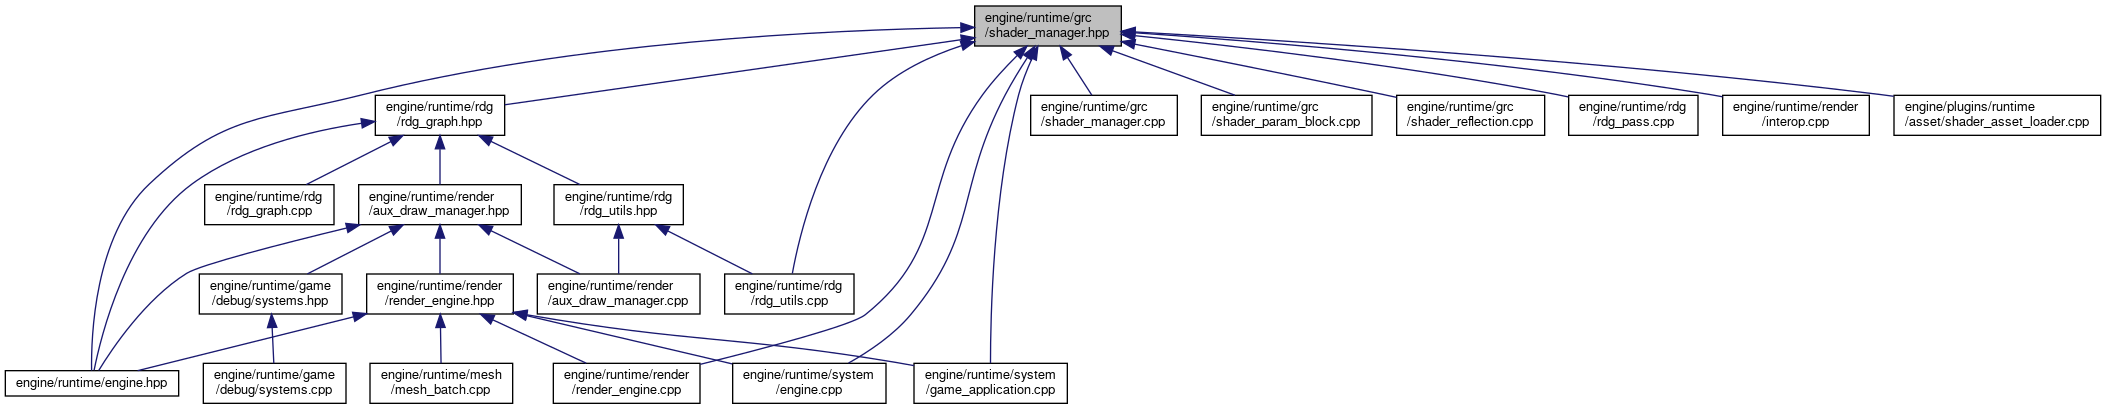 engine/runtime/grc
/shader_manager.hpp
engine/runtime/rdg
/rdg_graph.hpp
engine/runtime/grc
/shader_manager.cpp
engine/runtime/grc
/shader_param_block.cpp
engine/runtime/grc
/shader_reflection.cpp
engine/runtime/rdg
/rdg_pass.cpp
engine/runtime/render
/interop.cpp
engine/plugins/runtime
/asset/shader_asset_loader.cpp
engine/runtime/rdg
/rdg_graph.cpp
engine/runtime/render
/aux_draw_manager.hpp
engine/runtime/rdg
/rdg_utils.hpp
engine/runtime/game
/debug/systems.hpp
engine/runtime/render
/render_engine.hpp
engine/runtime/render
/aux_draw_manager.cpp
engine/runtime/rdg
/rdg_utils.cpp
engine/runtime/engine.hpp
engine/runtime/game
/debug/systems.cpp
engine/runtime/mesh
/mesh_batch.cpp
engine/runtime/render
/render_engine.cpp
engine/runtime/system
/engine.cpp
engine/runtime/system
/game_application.cpp